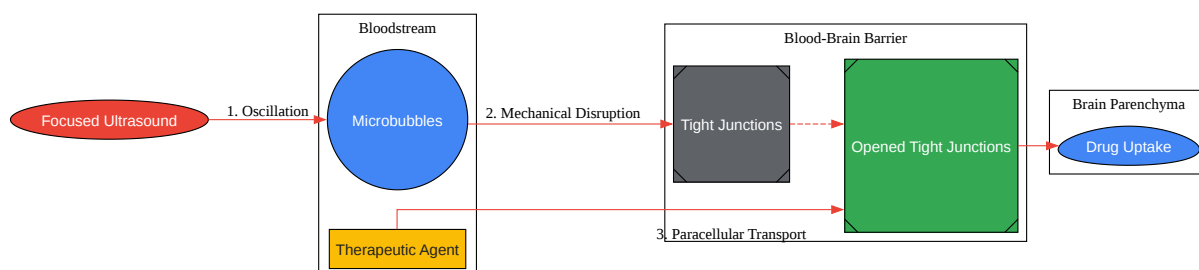 Bloodstream
Blood-Brain Barrier
Brain Parenchyma
Focused Ultrasound
1. Oscillation
Microbubbles
2. Mechanical Disruption
Tight Junctions
Opened Tight Junctions
Drug Uptake
3. Paracellular Transport
Therapeutic Agent